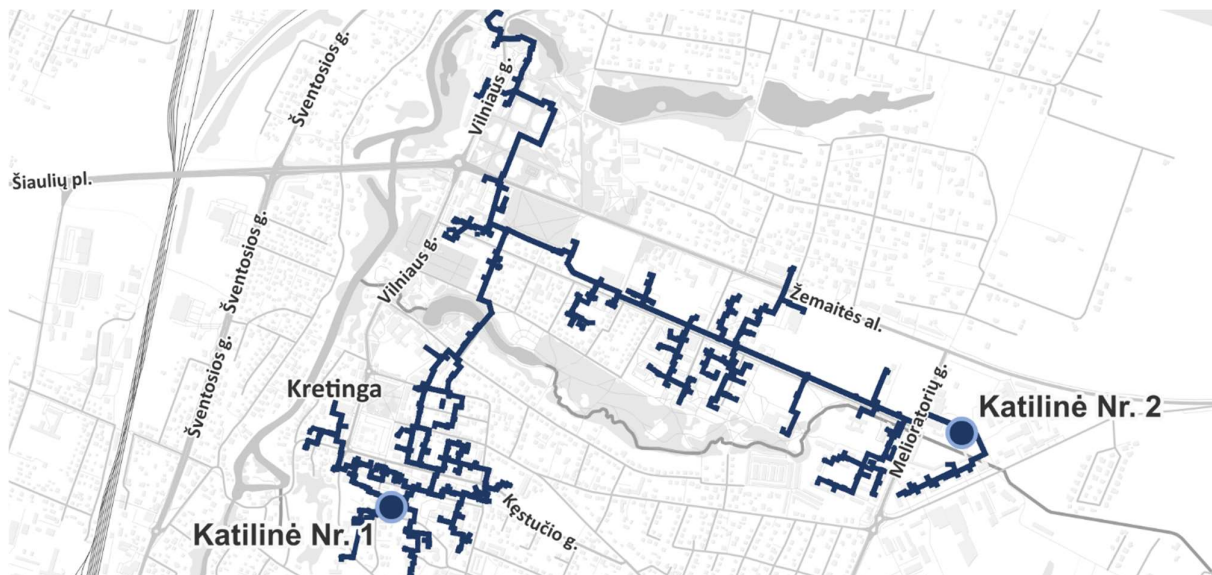 Šventosios g.
Vilniaus g.
Šiaulių pl.
Šventosios g.
Vilniaus g.
Žemaitės al.
Šventosios g.
Kretinga
Melioratorių g.
Katilinė Nr. 2
Kęstučio g.
Katilinė Nr. 1